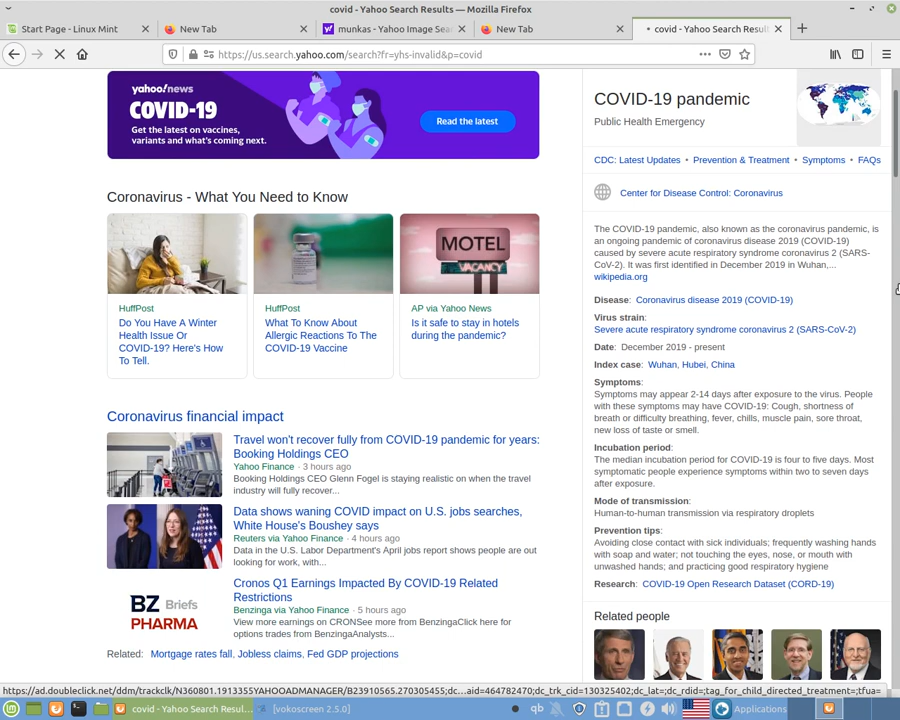 covid - Yahoo Search Results — Mozilla Firefox
Start Page - Linux Mint
New Tab
munkas - Yahoo Image Sea
New Tab
covid - Yahoo Search Result
https://us.search.yahoo.com/search?fr=yhs-invalid&p=covid
yahoo!news
COVID-19
Get the latest on vaccines,
variants and what's coming next.
Read the latest
Coronavirus - What You Need to Know
HuffPost
Do You Have A Winter
Health Issue Or
COVID-19? Here's How
To Tell.
HuffPost
What To Know About
Allergic Reactions To The
COVID-19 Vaccine
MOTEL
VACANCY
AP via Yahoo News
Is it safe to stay in hotels
during the pandemic?
Coronavirus financial impact
Travel won't recover fully from COVID-19 pandemic for years:
Booking Holdings CEO
Yahoo Finance · 3 hours ago
Booking Holdings CEO Glenn Fogel is staying realistic on when the travel
industry will fully recover...
Data shows waning COVID impact on U.S. jobs searches,
White House's Boushey says
Reuters via Yahoo Finance · 4 hours ago
Data in the U.S. Labor Department's April jobs report shows people are out
looking for work, with...
BZ Briefs
PHARMA
Cronos Q1 Earnings Impacted By COVID-19 Related
Restrictions
Benzinga via Yahoo Finance · 5 hours ago
View more earnings on CRONSee more from BenzingaClick here for
options trades from BenzingaAnalysts...
Related: Mortgage rates fall, Jobless claims, Fed GDP projections
COVID-19 pandemic
Public Health Emergency
CDC: Latest Updates • Prevention & Treatment • Symptoms • FAQs
Center for Disease Control: Coronavirus
The COVID-19 pandemic, also known as the coronavirus pandemic, is
an ongoing pandemic of coronavirus disease 2019 (COVID-19)
caused by severe acute respiratory syndrome coronavirus 2 (SARS-
CoV-2). It was first identified in December 2019 in Wuhan,...
wikipedia.org
Disease: Coronavirus disease 2019 (COVID-19)
Virus strain:
Severe acute respiratory syndrome coronavirus 2 (SARS-CoV-2)
Date: December 2019 - present
Index case: Wuhan, Hubei, China
Symptoms:
Symptoms may appear 2-14 days after exposure to the virus. People
with these symptoms may have COVID-19: Cough, shortness of
breath or difficulty breathing, fever, chills, muscle pain, sore throat,
new loss of taste or smell.
Incubation period:
The median incubation period for COVID-19 is four to five days. Most
symptomatic people experience symptoms within two to seven days
after exposure.
Mode of transmission:
Human-to-human transmission via respiratory droplets
Prevention tips:
Avoiding close contact with sick individuals; frequently washing hands
with soap and water; not touching the eyes, nose, or mouth with
unwashed hands; and practicing good respiratory hygiene
Research: COVID-19 Open Research Dataset (CORD-19)
Related people
https://ad.doubleclick.net/ddm/trackclk/N360801.1913355YAHOOADMANAGER/B23910565.270305455;dc…aid=464782470;dc_trk_cid=130325402;dc_lat=;dc_rdid=;tag_for_child_directed_treatment=;tfua=
covid - Yahoo Search Resul...
[vokoscreen 2.5.0]
qb
Applications